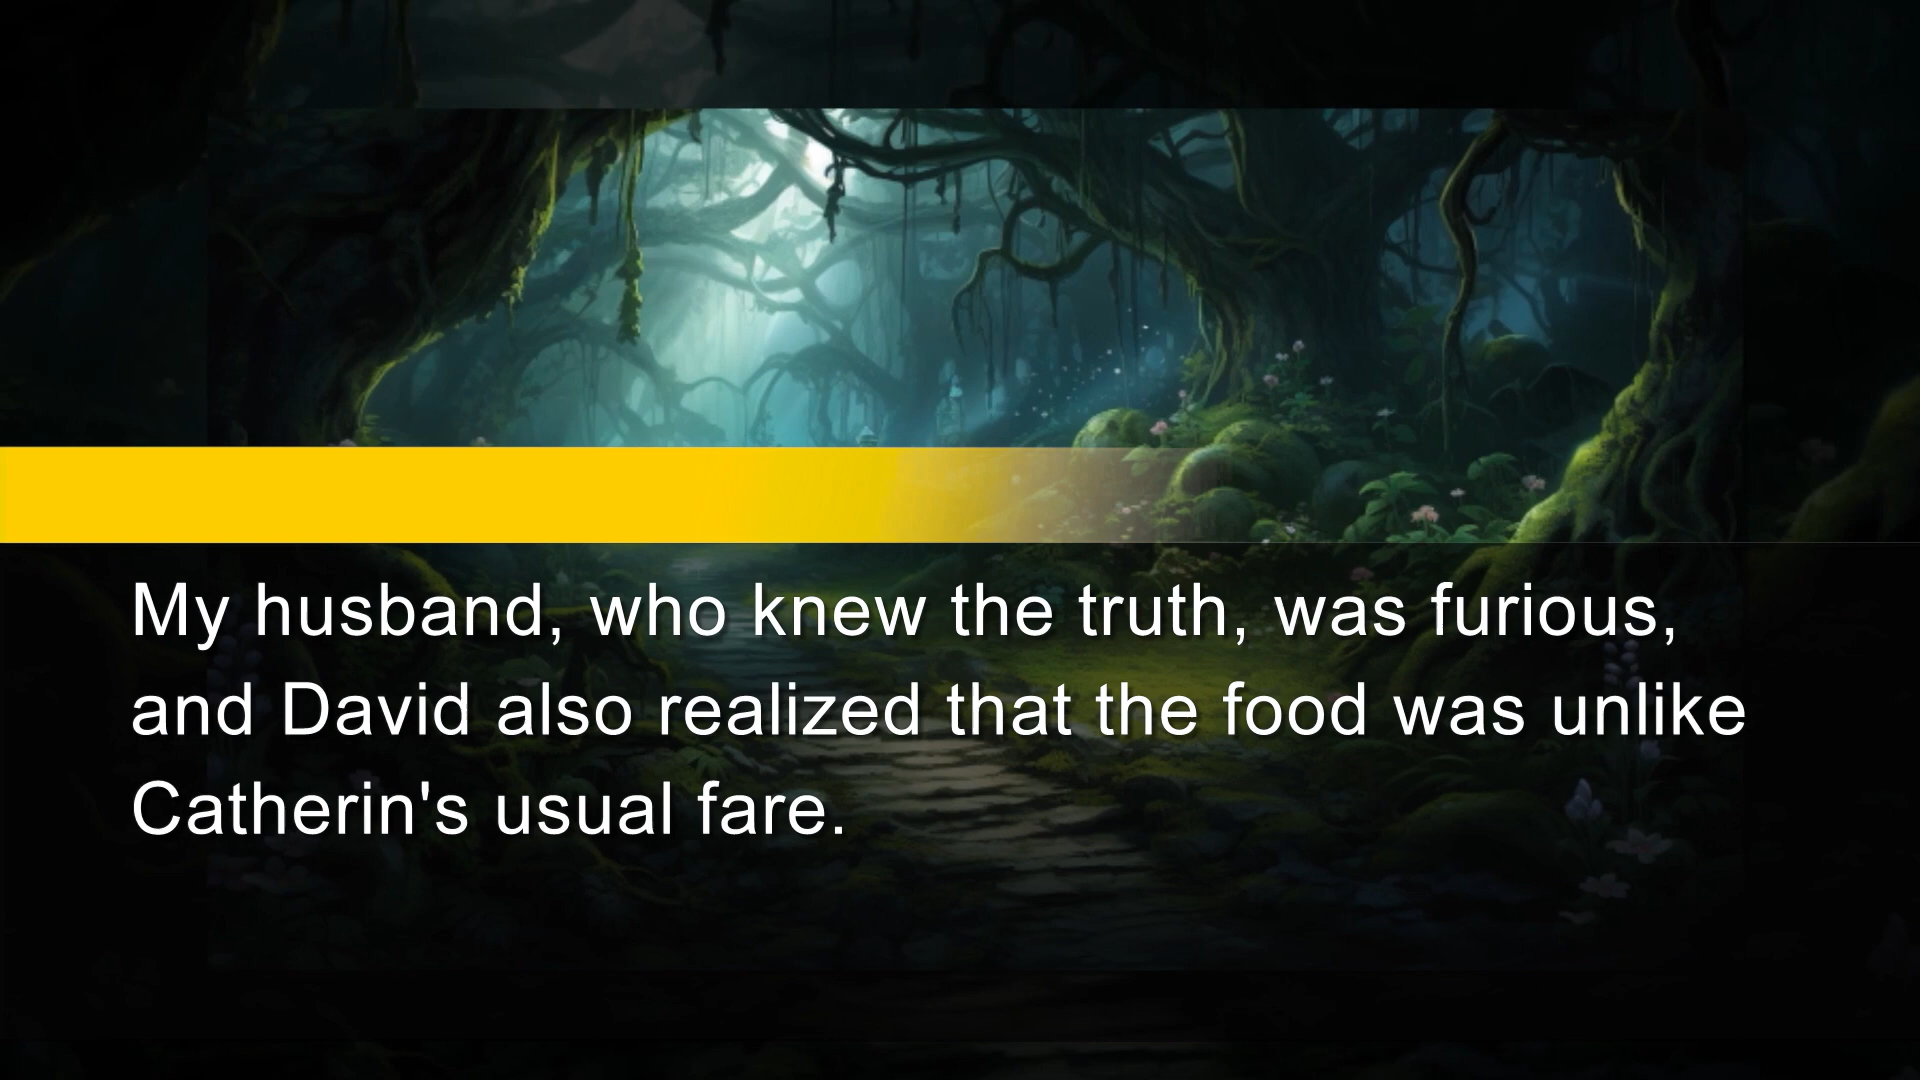 My husband, who knew the truth, was furious,
and David also realized that the food was unlike
Catherin's usual fare.